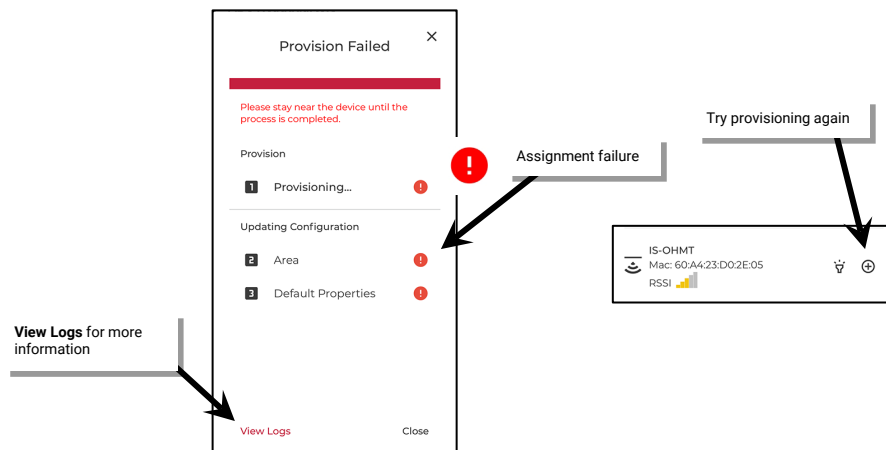 Provision Failed
Please stay near the device until the
process is completed.
Provision
1 Provisioning...
Updating Configuration
2 Area
3 Default Properties
View Logs
Close
View Logs for more
information
Assignment failure
Try provisioning again
IS-OHMT
Mac: 60:A4:23:D0:2E:05
RSSI